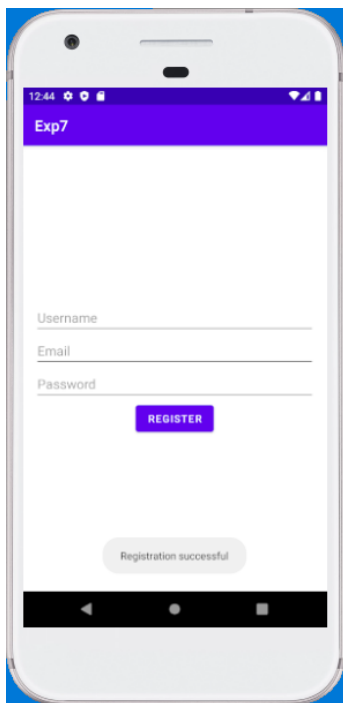 12:44
Exp7
Username
Email
Password
REGISTER
Registration successful